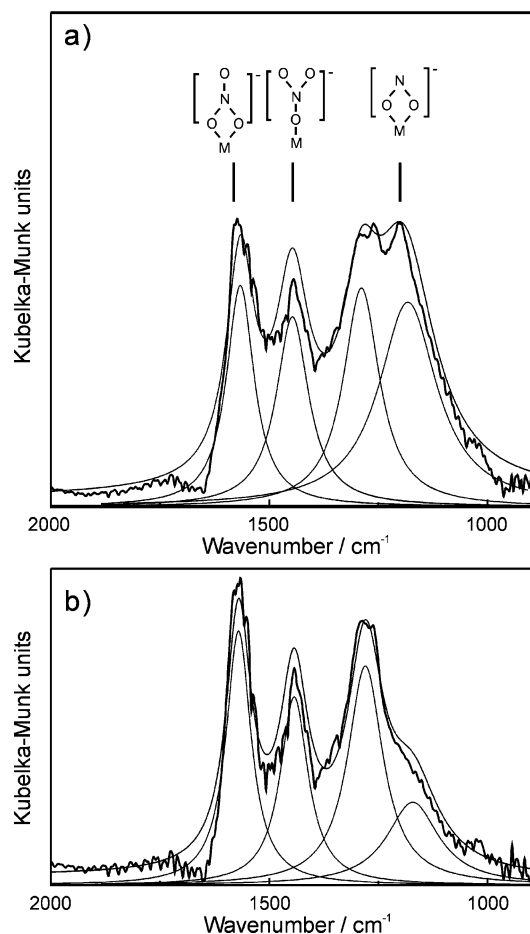 a)
O O O N
N N O O
O O O M
M M
[ ]- [ ]- [ ]-
Kubelka-Munk units
2000 1500 1000
Wavenumber / cm-1
b)
Kubelka-Munk units
2000 1500 1000
Wavenumber / cm-1